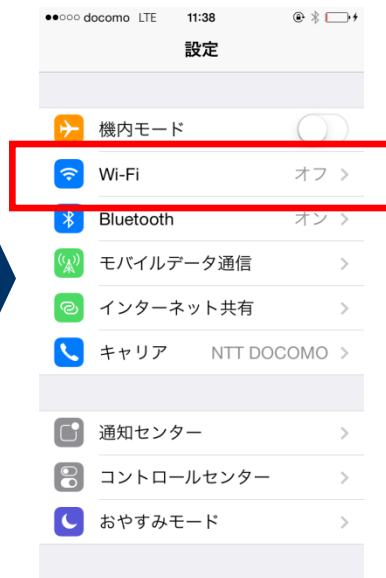 docomo LTE 11:38
設定
機内モード
Wi-Fi オフ
Bluetooth オン
モバイルデータ通信
インターネット共有
キャリア NTT DOCOMO
通知センター
コントロールセンター
おやすみモード